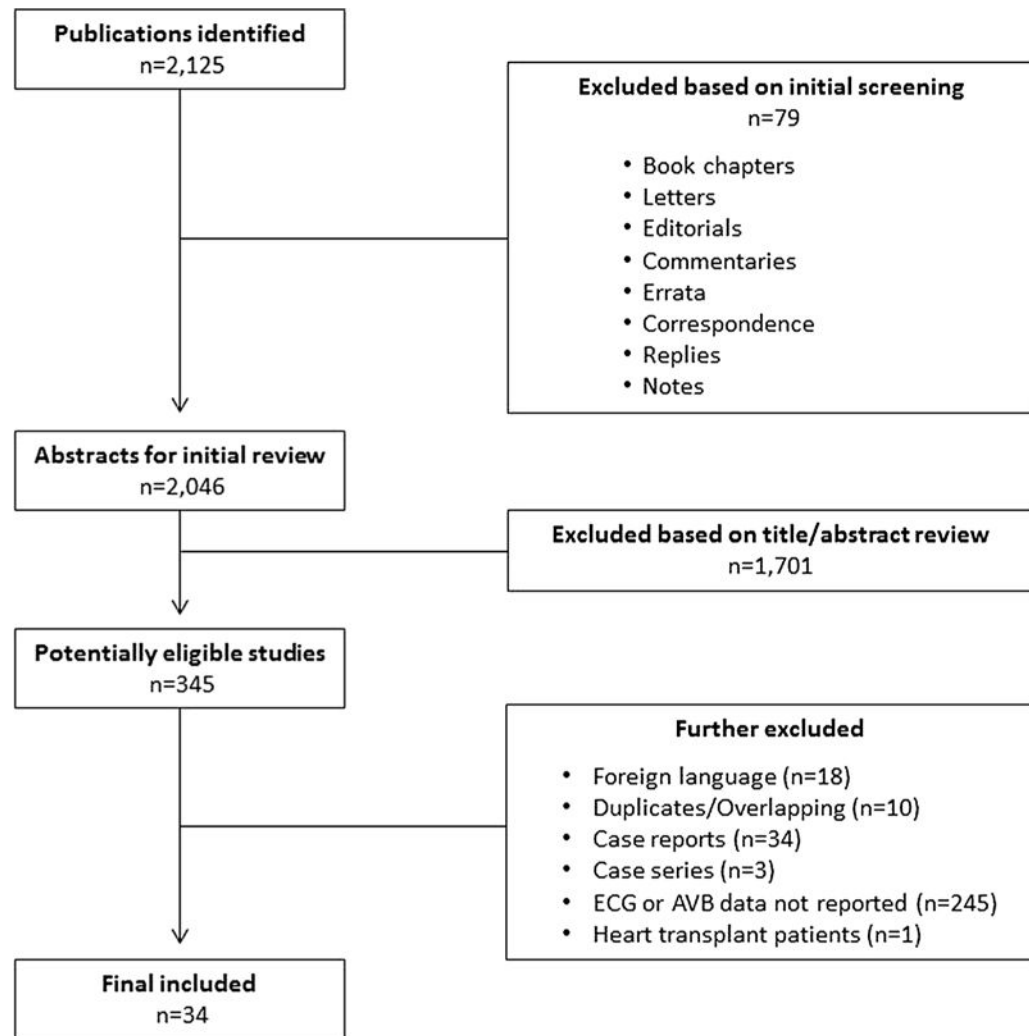 Publications identified
n=2,125
Excluded based on initial screening
n=79
• Book chapters
• Letters
• Editorials
• Commentaries
• Errata
• Correspondence
• Replies
• Notes
Abstracts for initial review
n=2,046
Excluded based on title/abstract review
n=1,701
Potentially eligible studies
n=345
Further excluded
• Foreign language (n=18)
• Duplicates/Overlapping (n=10)
• Case reports (n=34)
• Case series (n=3)
• ECG or AVB data not reported (n=245)
• Heart transplant patients (n=1)
Final included
n=34